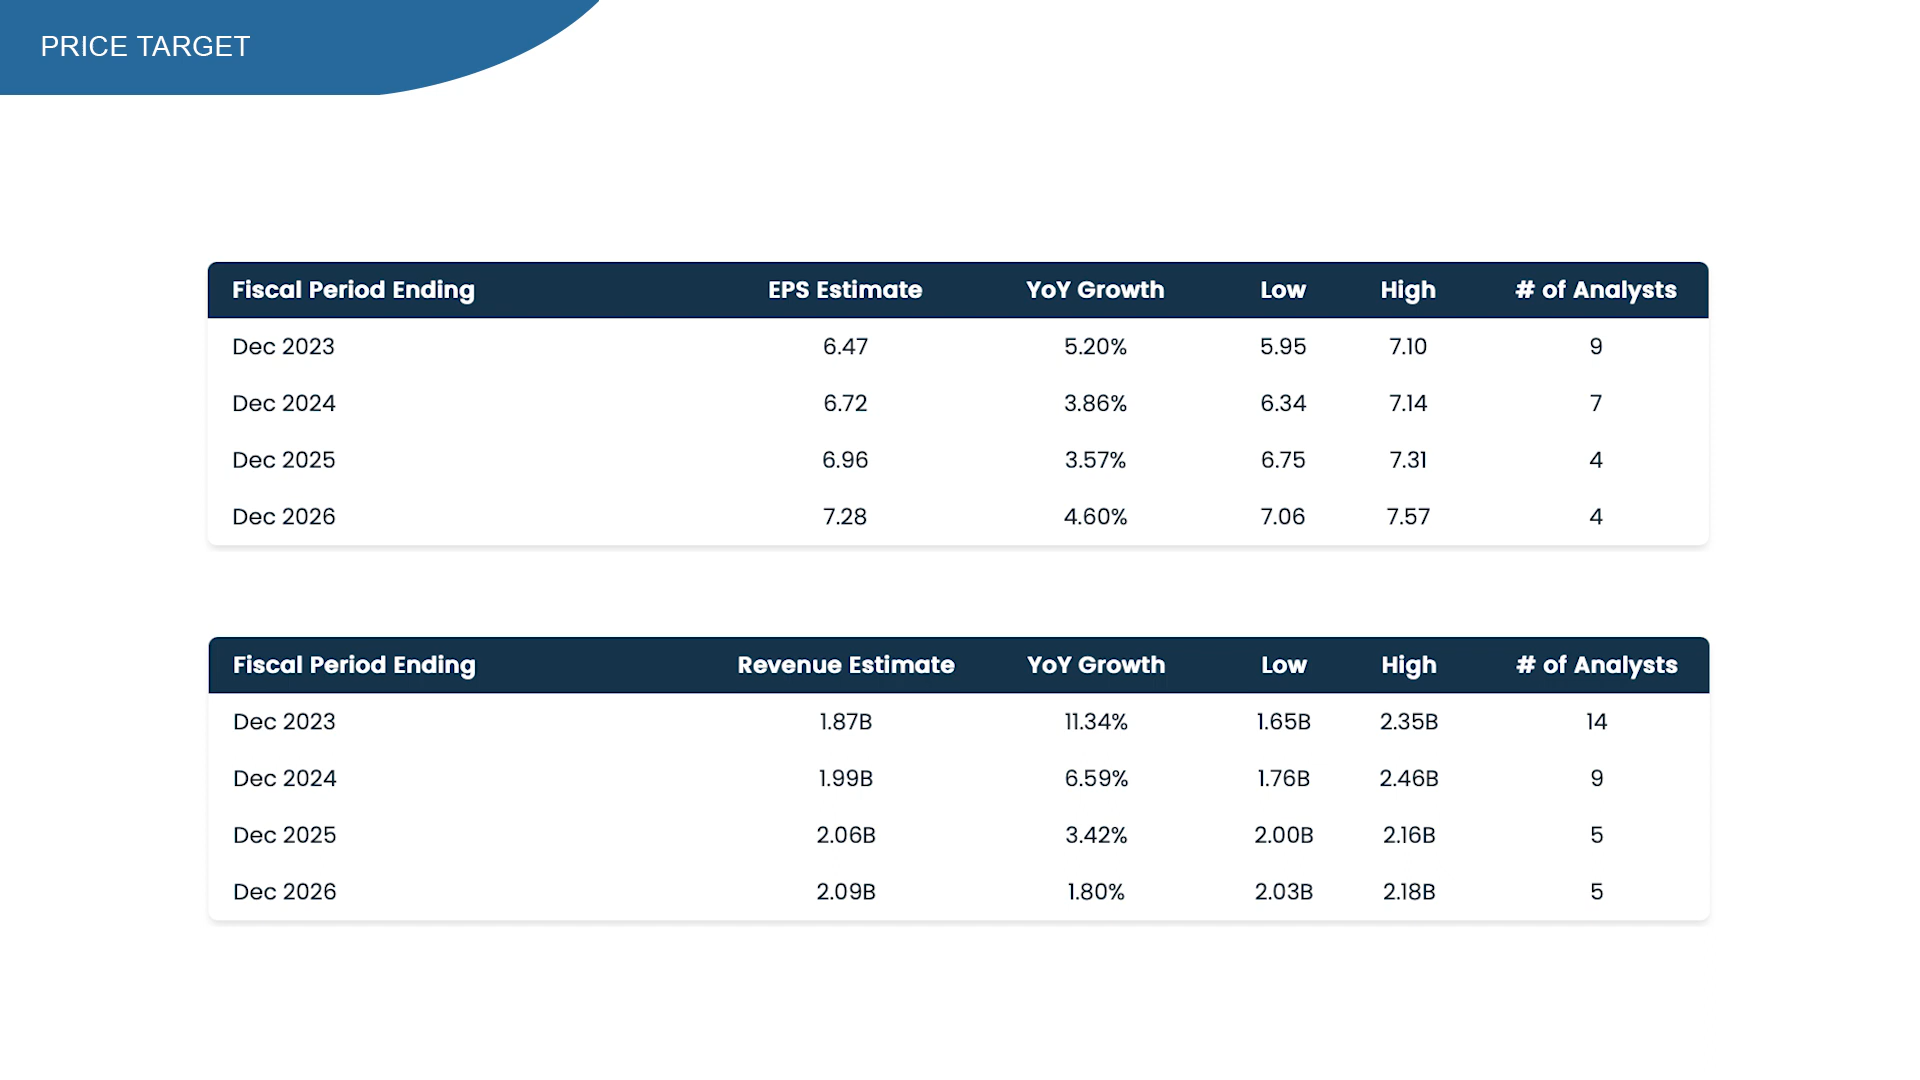 PRICE TARGET
Fiscal Period Ending EPS Estimate YoY Growth Low High # of Analysts
Dec 2023 6.47 5.20% 5.95 7.10 9
Dec 2024 6.72 3.86% 6.34 7.14 7
Dec 2025 6.96 3.57% 6.75 7.31 4
Dec 2026 7.28 4.60% 7.06 7.57 4
Fiscal Period Ending Revenue Estimate YoY Growth Low High # of Analysts
Dec 2023 1.87B 11.34% 1.65B 2.35B 14
Dec 2024 1.99B 6.59% 1.76B 2.46B 9
Dec 2025 2.06B 3.42% 2.00B 2.16B 5
Dec 2026 2.09B 1.80% 2.03B 2.18B 5